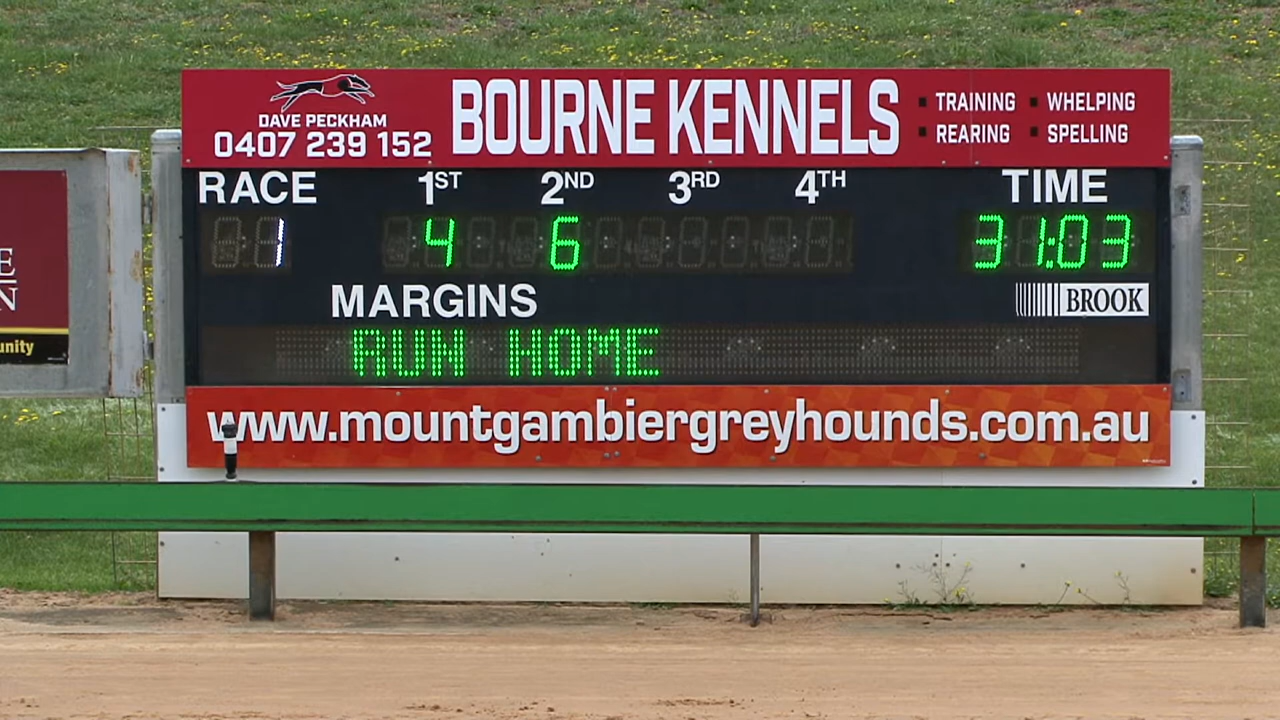 DAVE PECKHAM
0407 239 152
BOURNE KENNELS
TRAINING WHELPING
REARING SPELLING
RACE 1ST 2ND 3RD 4TH TIME
1 4 6 31:03
MARGINS
BROOK
RUN HOME
www.mountgambiergreyhounds.com.au
E
N
unity